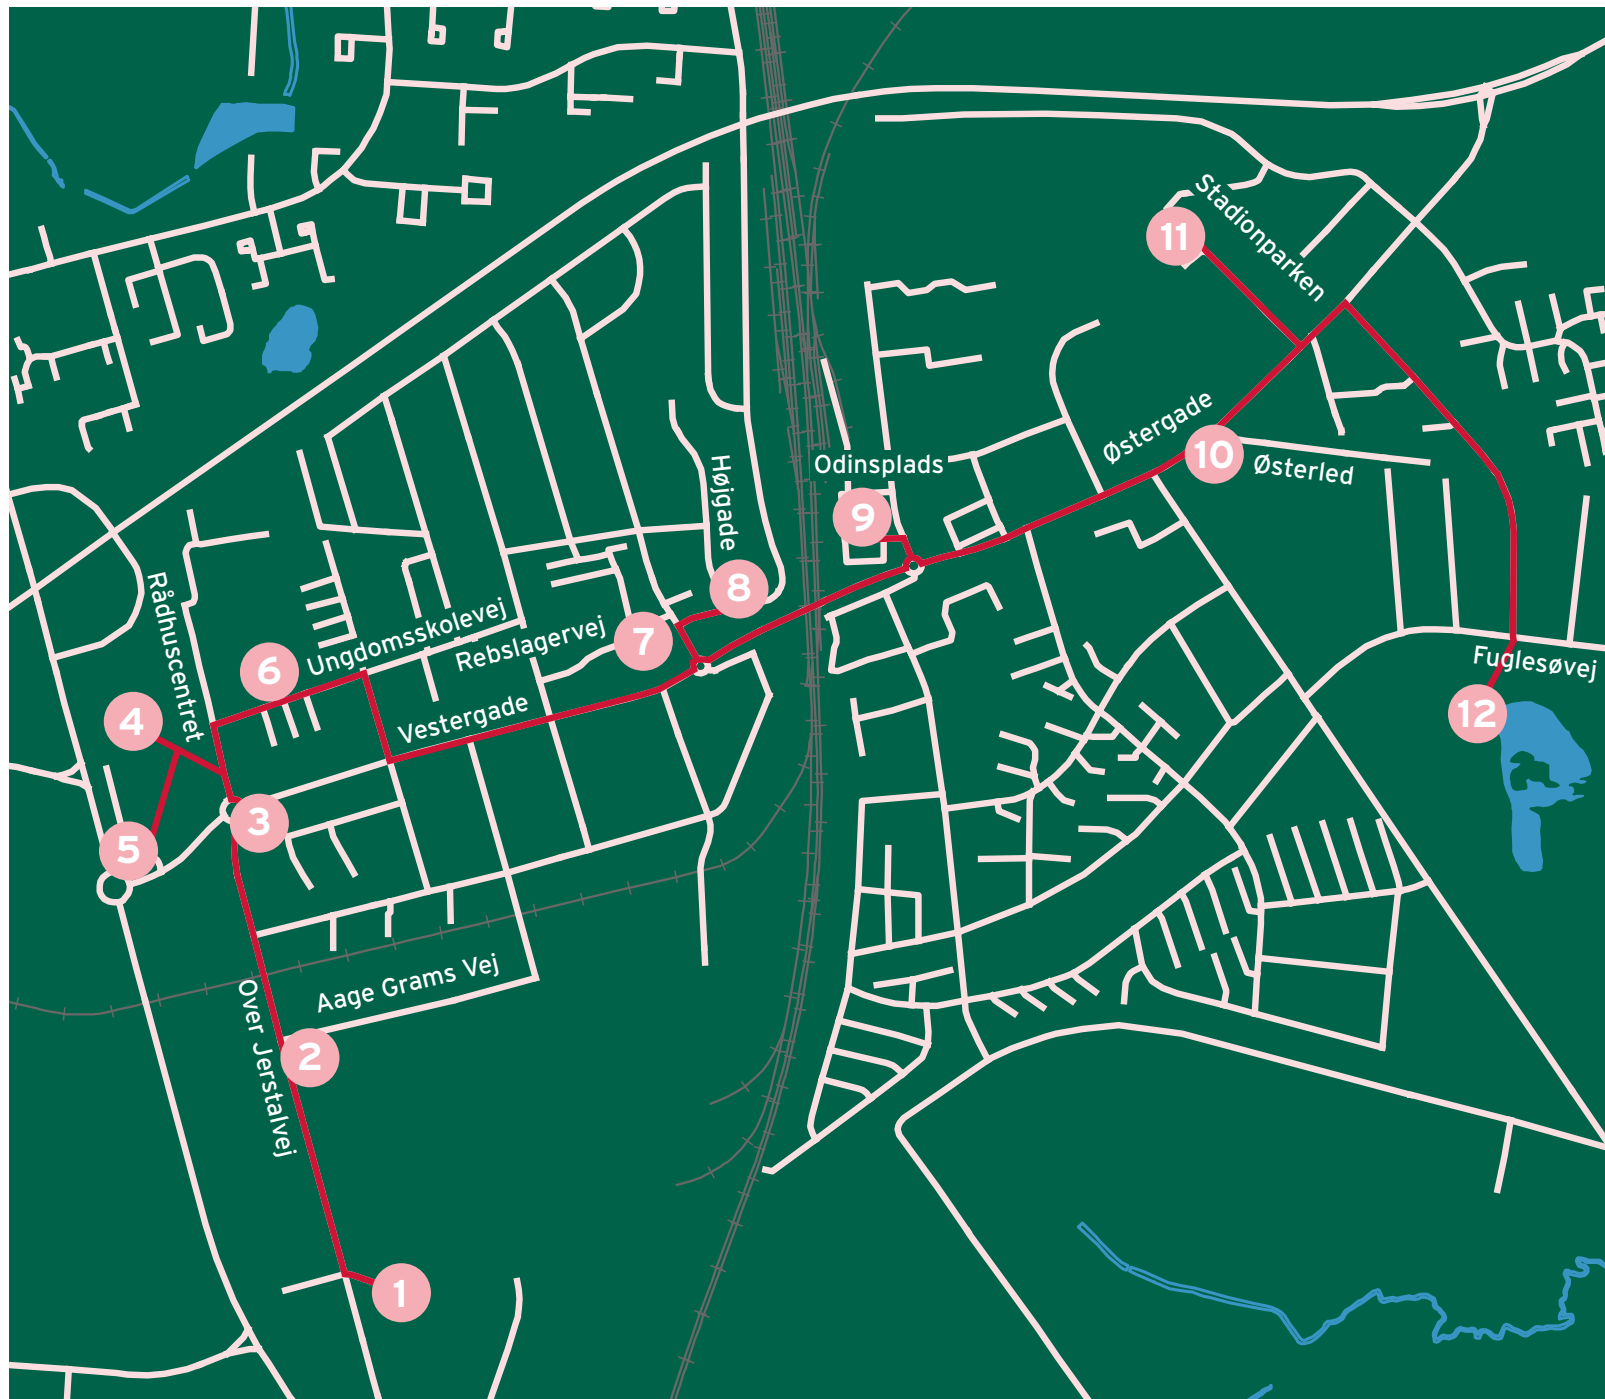 Stadionparken
11
Østergade
10
Østerled
Odinsplads
9
Højgade
8
7
Rådhuscentret
Ungdomsskolevej
Rebslagervej
6
4
Vestergade
Fuglesøvej
12
3
5
Aage Grams Vej
Over Jerstalvej
2
1